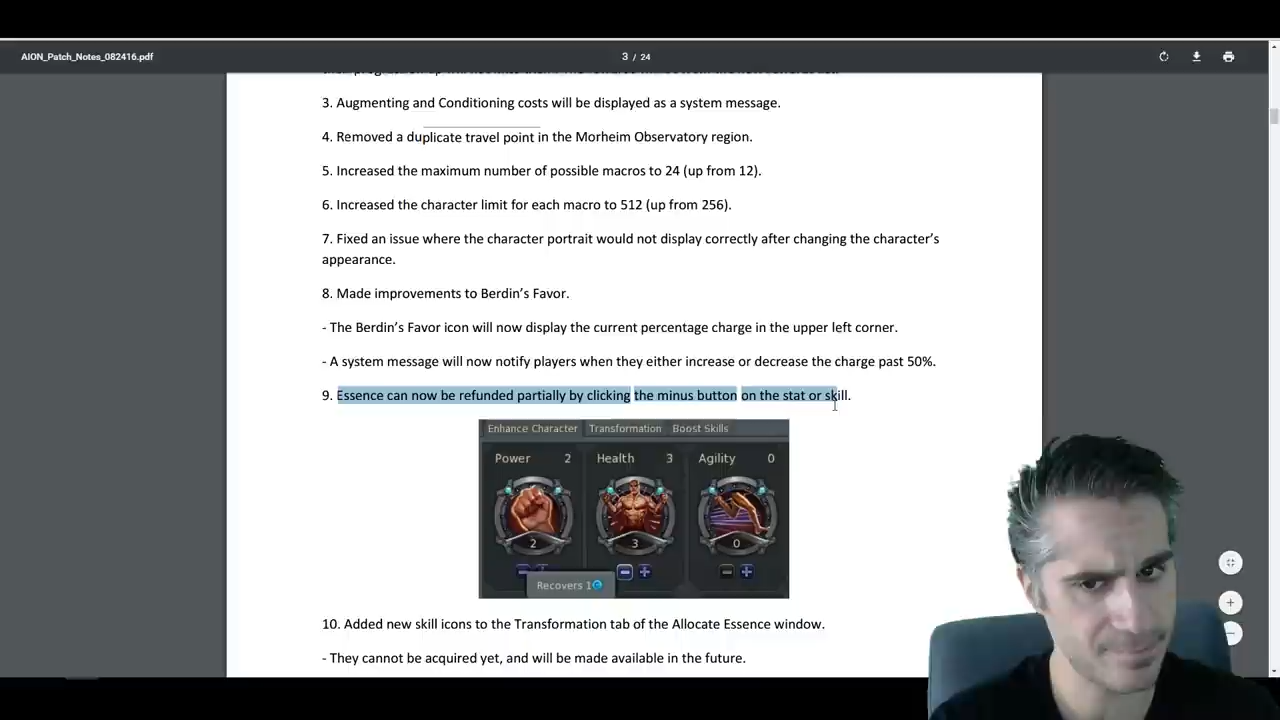 AION_Patch_Notes_082416.pdf
3 / 24
3. Augmenting and Conditioning costs will be displayed as a system message.
4. Removed a duplicate travel point in the Morheim Observatory region.
5. Increased the maximum number of possible macros to 24 (up from 12).
6. Increased the character limit for each macro to 512 (up from 256).
7. Fixed an issue where the character portrait would not display correctly after changing the character’s
appearance.
8. Made improvements to Berdin’s Favor.
- The Berdin’s Favor icon will now display the current percentage charge in the upper left corner.
- A system message will now notify players when they either increase or decrease the charge past 50%.
9. Essence can now be refunded partially by clicking the minus button on the stat or skill.
Enhance Character Transformation Boost Skills
Power 2 Health 3 Agility 0
2 3 0
Recovers 1
10. Added new skill icons to the Transformation tab of the Allocate Essence window.
- They cannot be acquired yet, and will be made available in the future.